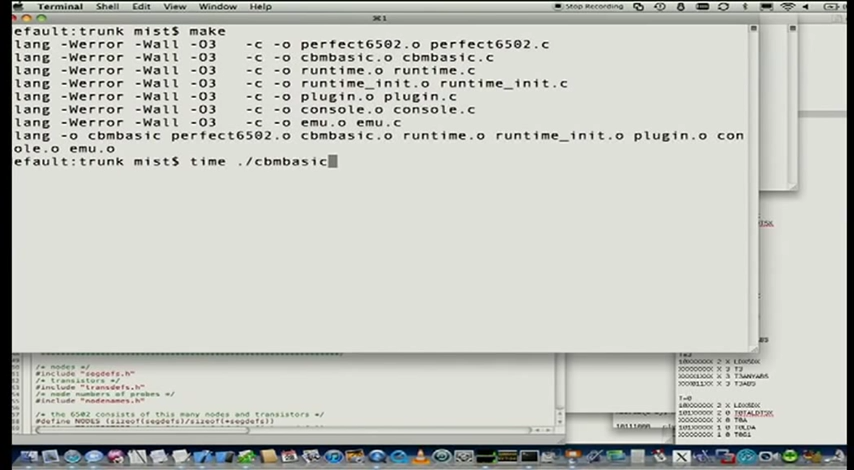 Terminal Shell Edit View Window Help Stop Recording
⌘1
efault:trunk mist$ make
lang -Werror -Wall -O3 -c -o perfect6502.o perfect6502.c
lang -Werror -Wall -O3 -c -o cbmbasic.o cbmbasic.c
lang -Werror -Wall -O3 -c -o runtime.o runtime.c
lang -Werror -Wall -O3 -c -o runtime_init.o runtime_init.c
lang -Werror -Wall -O3 -c -o plugin.o plugin.c
lang -Werror -Wall -O3 -c -o console.o console.c
lang -Werror -Wall -O3 -c -o emu.o emu.c
lang -o cbmbasic perfect6502.o cbmbasic.o runtime.o runtime_init.o plugin.o con
ole.o emu.o
efault:trunk mist$ time ./cbmbasic
/* nodes */
#include "segdefs.h"
/* transistors */
#include "transdefs.h"
/* node numbers of probes */
#include "nodenames.h"
/* the 6502 consists of this many nodes and transistors */
#define NODES (sizeof(segdefs)/sizeof(*segdefs))